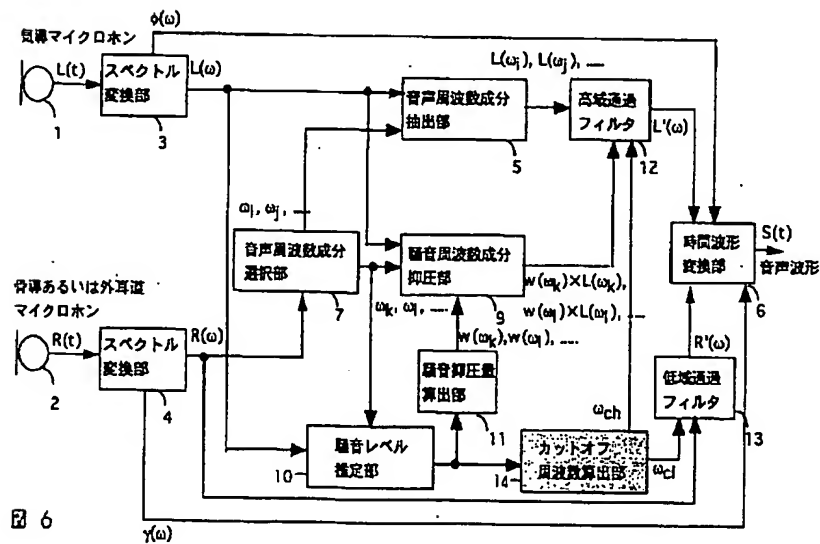 φ(ω)
気導マイクロホン
L(t)
スペクトル
変換部
L(ω)
1
3
音声周波数成分
抽出部
5
L(ωi), L(ωj), ....
高域通過
フィルタ
12
L'(ω)
ωi, ωj, ....
音声周波数成分
選択部
7
騒音周波数成分
抑圧部
9
ωk, ωl, ....
w(ωk)×L(ωk),
w(ωl)×L(ωl), ....
w(ωk),w(ωl), ....
時間波形
変換部
6
S(t)
音声波形
骨導あるいは外耳道
マイクロホン
R(t)
スペクトル
変換部
R(ω)
2
4
騒音抑圧量
算出部
11
騒音レベル
推定部
10
カットオフ
周波数算出部
14
ωch
ωcl
R'(ω)
低域通過
フィルタ
13
図 6
γ(ω)